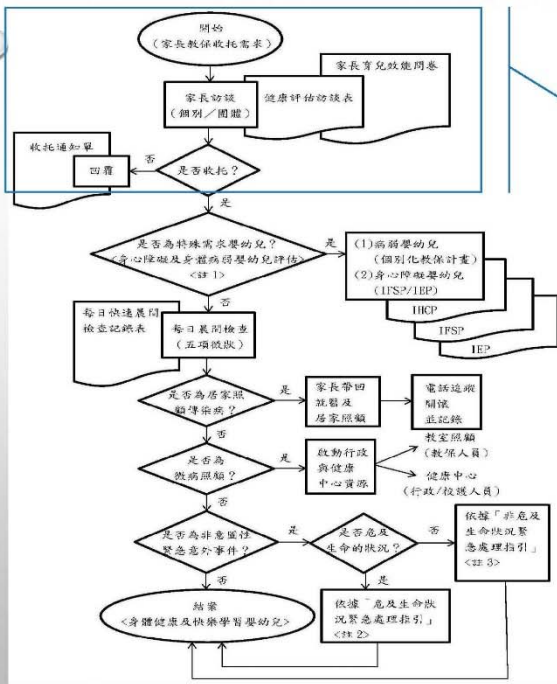 開始
(家長教保收托需求)
家長育兒效能問卷
家長訪談
(個別／團體)
健康評估訪談表
收托通知單
回覆
否
是否收托？
是
是否為特殊需求嬰幼兒？
<身心障礙及身體病弱嬰幼兒評估>
<註 1>
是
(1)病弱嬰幼兒
(個別化教保計畫)
(2)身心障礙嬰幼兒
(IFSP/IEP)
IHCP
IFSP
IEP
否
每日快速晨間
檢查記錄表
每日晨間檢查
(五項徵狀)
是否為居家照
顧傳染病？
是
家長帶回
就醫及
居家照顧
電話追蹤
關懷
並記錄
否
是否為
微病照顧？
是
啟動行政
與健康
中心資源
教室照顧
(教保人員)
健康中心
(行政/校護人員)
否
是否為非意圖性
緊急意外事件？
是
是否危及
生命的狀況？
否
依據「非危及
生命狀況緊
急處理指引」
<註 3>
否
是
結案
<身體健康及快樂學習嬰幼兒>
依據「危及生命狀
況緊急處理指引」
<註 2>